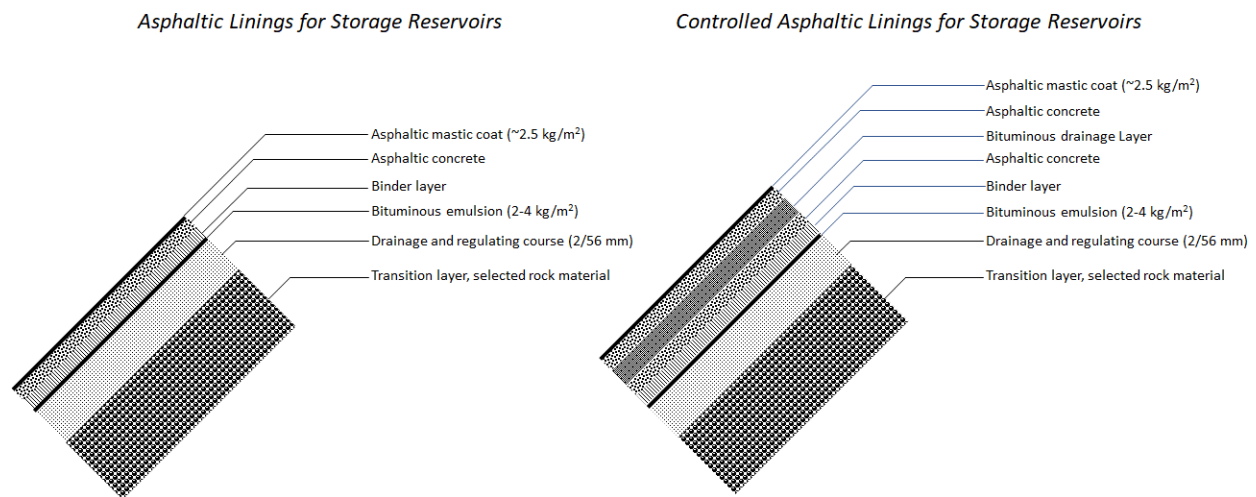 Asphaltic Linings for Storage Reservoirs
Asphaltic mastic coat (~2.5 kg/m²)
Asphaltic concrete
Binder layer
Bituminous emulsion (2-4 kg/m²)
Drainage and regulating course (2/56 mm)
Transition layer, selected rock material
Controlled Asphaltic Linings for Storage Reservoirs
Asphaltic mastic coat (~2.5 kg/m²)
Asphaltic concrete
Bituminous drainage Layer
Asphaltic concrete
Binder layer
Bituminous emulsion (2-4 kg/m²)
Drainage and regulating course (2/56 mm)
Transition layer, selected rock material